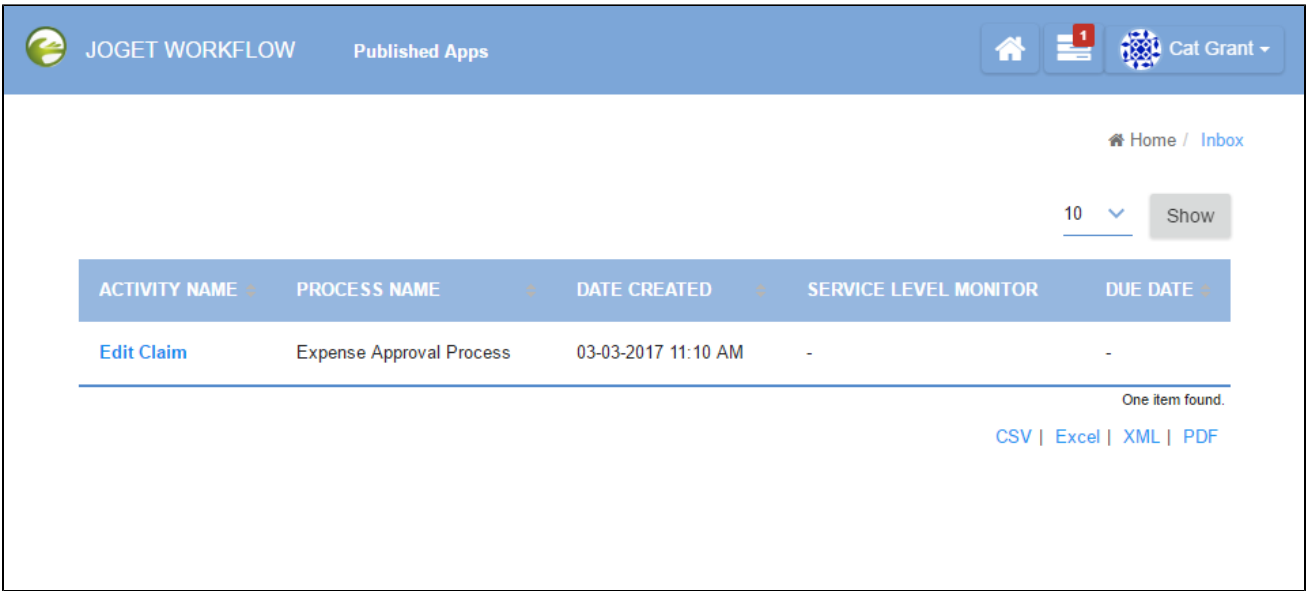 JOGET WORKFLOW Published Apps 1 Cat Grant
Home / Inbox
10 Show
ACTIVITY NAME PROCESS NAME DATE CREATED SERVICE LEVEL MONITOR DUE DATE
Edit Claim Expense Approval Process 03-03-2017 11:10 AM - -
One item found.
CSV | Excel | XML | PDF